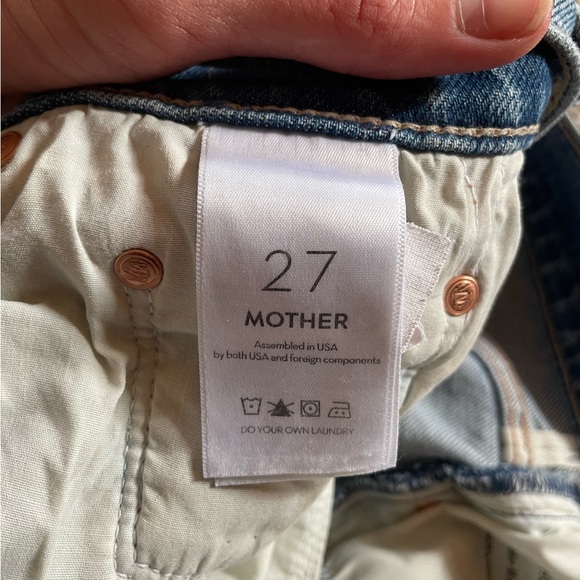 27
MOTHER
Assembled in USA
by both USA and foreign components
DO YOUR OWN LAUNDRY